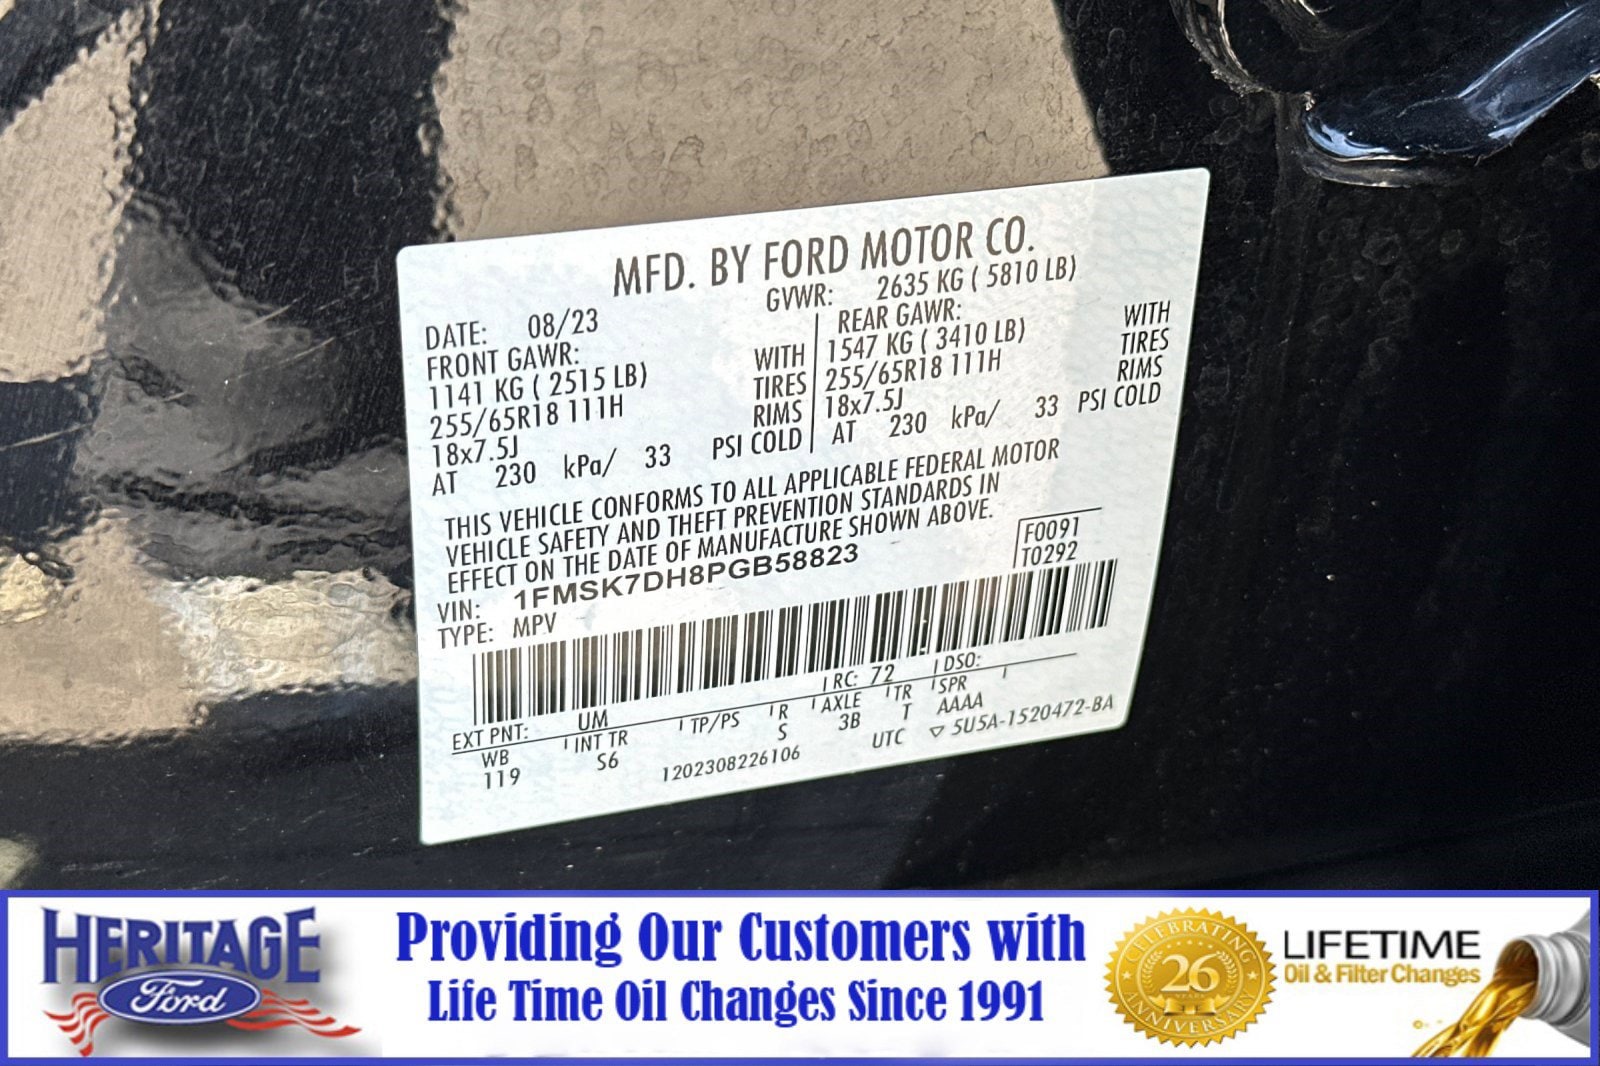 MFD. BY FORD MOTOR CO.
DATE: 08/23 GVWR: 2635 KG ( 5810 LB)
FRONT GAWR: REAR GAWR:
1141 KG ( 2515 LB) WITH 1547 KG ( 3410 LB) WITH
255/65R18 111H TIRES 255/65R18 111H TIRES
18x7.5J RIMS 18x7.5J RIMS
AT 230 kPa/ 33 PSI COLD AT 230 kPa/ 33 PSI COLD
THIS VEHICLE CONFORMS TO ALL APPLICABLE FEDERAL MOTOR
VEHICLE SAFETY AND THEFT PREVENTION STANDARDS IN
EFFECT ON THE DATE OF MANUFACTURE SHOWN ABOVE.
F0091
T0292
VIN: 1FMSK7DH8PGB58823
TYPE: MPV
EXT PNT: UM RC: 72 DSO:
WB INT TR TP/PS R AXLE TR SPR
119 S6 S 3B T AAAA
1202308226106 UTC ▽ 5U5A-1520472-BA
HERITAGE
Ford
Providing Our Customers with
Life Time Oil Changes Since 1991
CELEBRATING
26
YEARS
ANNIVERSARY
LIFETIME
Oil & Filter Changes